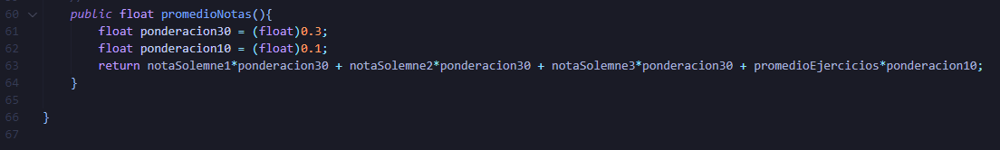 60 public float promedioNotas(){
61 float ponderacion30 = (float)0.3;
62 float ponderacion10 = (float)0.1;
63 return notaSolemne1*ponderacion30 + notaSolemne2*ponderacion30 + notaSolemne3*ponderacion30 + promedioEjercicios*ponderacion10;
64 }
65
66 }
67